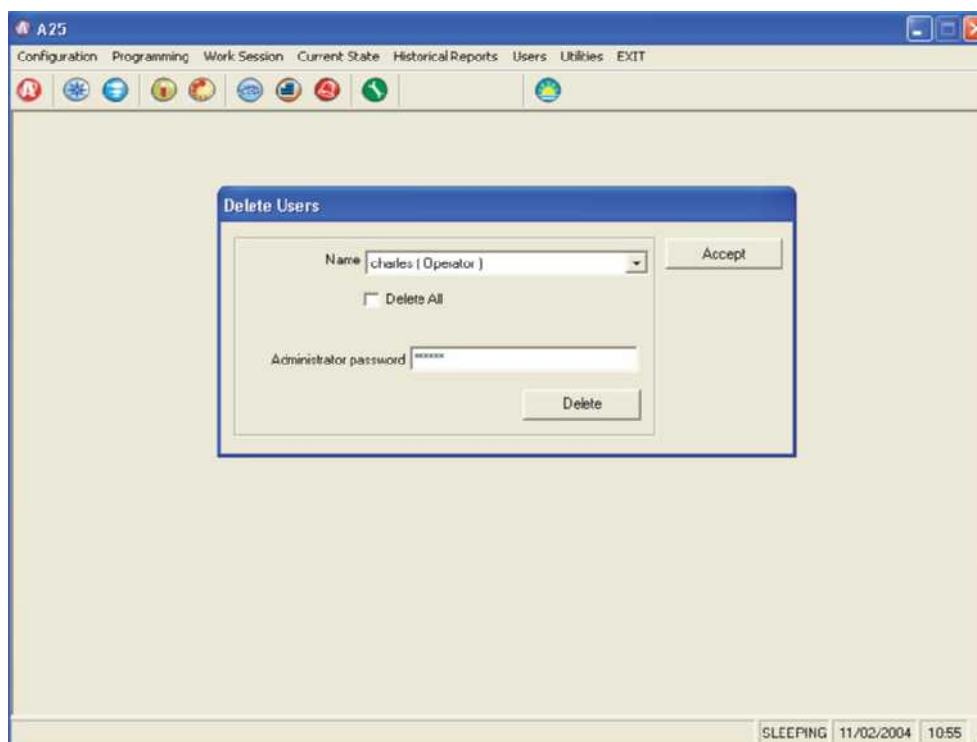 A25
Configuration Programming Work Session Current State Historical Reports Users Utilities EXIT
Delete Users
Name charles ( Operator ) Accept
Delete All
Administrator password ******
Delete
SLEEPING 11/02/2004 10:55